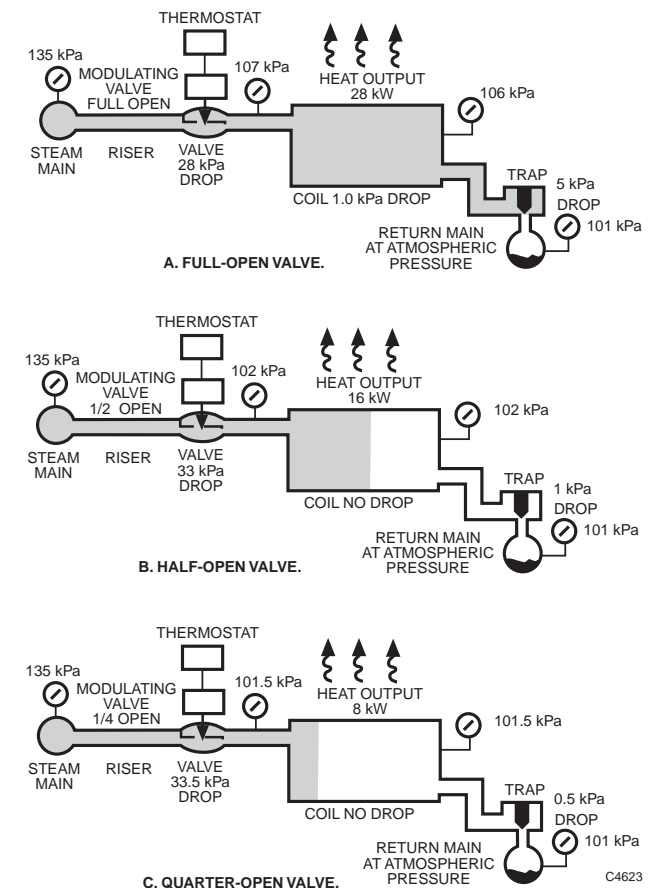 THERMOSTAT
135 kPa
MODULATING
VALVE
FULL OPEN
107 kPa
HEAT OUTPUT
28 kW
106 kPa
STEAM
MAIN
RISER
VALVE
28 kPa
DROP
COIL 1.0 kPa DROP
TRAP
5 kPa
DROP
101 kPa
RETURN MAIN
AT ATMOSPHERIC
PRESSURE
A. FULL-OPEN VALVE.
THERMOSTAT
135 kPa
MODULATING
VALVE
1/2 OPEN
102 kPa
HEAT OUTPUT
16 kW
102 kPa
STEAM
MAIN
RISER
VALVE
33 kPa
DROP
COIL NO DROP
TRAP
1 kPa
DROP
101 kPa
RETURN MAIN
AT ATMOSPHERIC
PRESSURE
B. HALF-OPEN VALVE.
THERMOSTAT
135 kPa
MODULATING
VALVE
1/4 OPEN
101.5 kPa
HEAT OUTPUT
8 kW
101.5 kPa
STEAM
MAIN
RISER
VALVE
33.5 kPa
DROP
COIL NO DROP
TRAP
0.5 kPa
DROP
101 kPa
RETURN MAIN
AT ATMOSPHERIC
PRESSURE
C. QUARTER-OPEN VALVE.
C4623